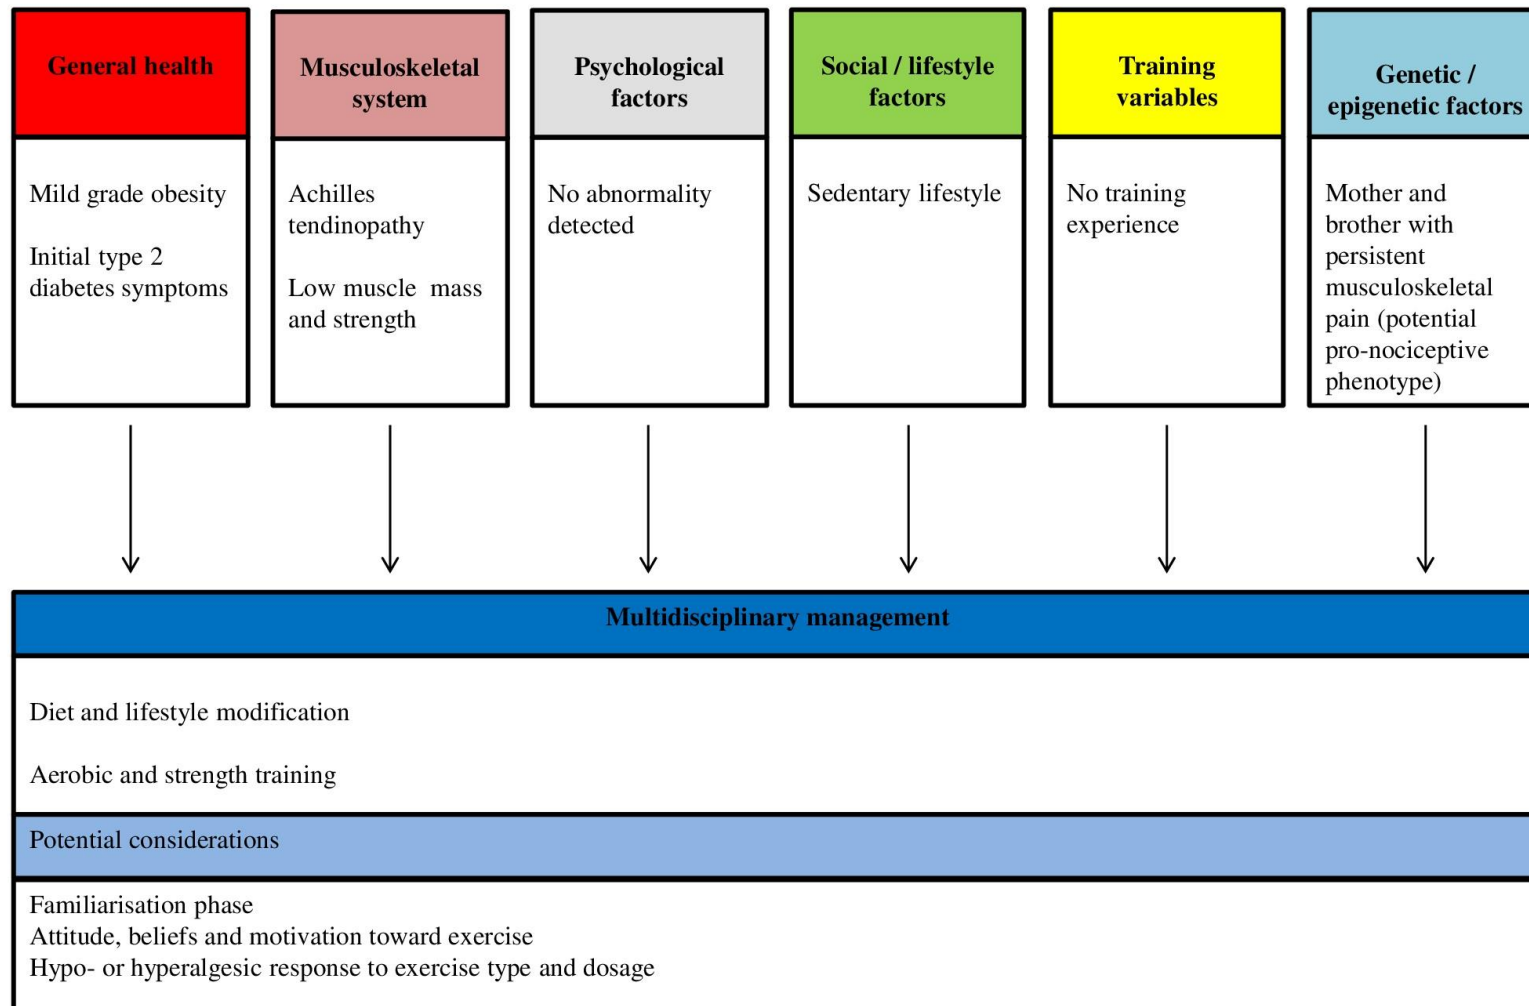 General health
Mild grade obesity
Initial type 2
diabetes symptoms
Musculoskeletal
system
Achilles
tendinopathy
Low muscle mass
and strength
Psychological
factors
No abnormality
detected
Social / lifestyle
factors
Sedentary lifestyle
Training
variables
No training
experience
Genetic /
epigenetic factors
Mother and
brother with
persistent
musculoskeletal
pain (potential
pro-nociceptive
phenotype)
Multidisciplinary management
Diet and lifestyle modification
Aerobic and strength training
Potential considerations
Familiarisation phase
Attitude, beliefs and motivation toward exercise
Hypo- or hyperalgesic response to exercise type and dosage